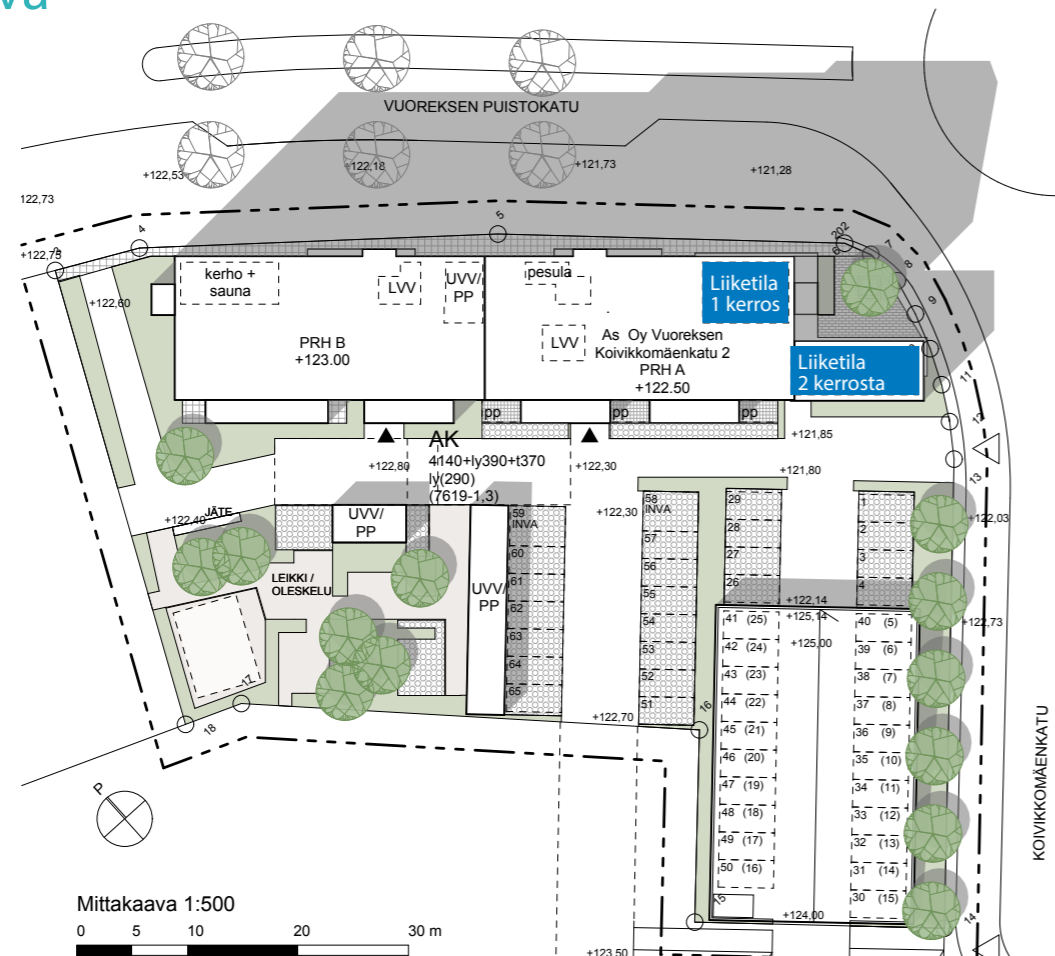 VUOREKSEN PUISTOKATU
+122,53
+122,18
+121,73
+121,28
122,73
4
5
202
6
7
+122,75
3
8
kerho +
sauna
LVV
UVV/
PP
pesula
Liiketila
1 kerros
+122,60
9
LVV
As Oy Vuoreksen
Koivikkomäenkatu 2
PRH A
+122.50
PRH B
+123.00
Liiketila
2 kerrosta
11
pp
pp
pp
12
AK
4140+ly390+t370
ly(290)
(7619-1,3)
+121,85
+122,80
+122,30
+121,80
13
JÄTE
+122,40
UVV/
PP
59
INVA
+122,30
58
INVA
29
1
+122,03
57
28
2
60
56
27
3
LEIKKI /
OLESKELU
61
UVV/
PP
55
26
4
+122,14
62
54
41 (25)
+125,14
40 (5)
+122,73
63
53
42 (24)
+125,00
39 (6)
64
52
43 (23)
38 (7)
65
51
44 (22)
37 (8)
17
16
18
+122,70
45 (21)
36 (9)
46 (20)
35 (10)
47 (19)
34 (11)
48 (18)
33 (12)
49 (17)
32 (13)
50 (16)
31 (14)
30 (15)
15
14
P
KOIVIKKOMÄENKATU
+124,00
+123,50
Mittakaava 1:500
0 5 10 20 30 m